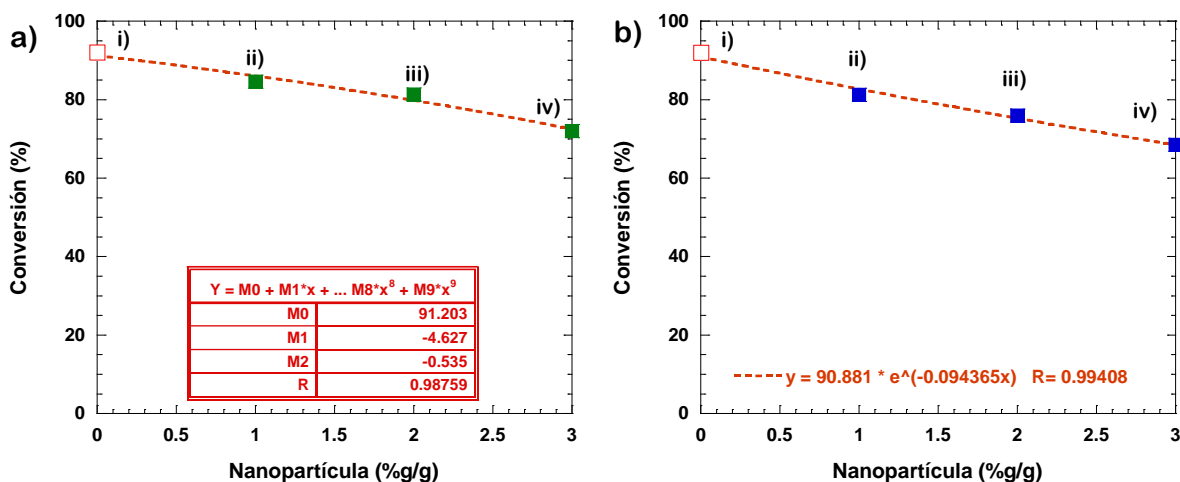 a)
Conversión (%)
100
80
60
40
20
0
i)
ii)
iii)
iv)
Y = M0 + M1*x + ... M8*x⁸ + M9*x⁹
M0 91.203
M1 -4.627
M2 -0.535
R 0.98759
0 0.5 1 1.5 2 2.5 3
Nanopartícula (%g/g)
b)
Conversión (%)
100
80
60
40
20
0
i)
ii)
iii)
iv)
y = 90.881 * e^(-0.094365x) R= 0.99408
0 0.5 1 1.5 2 2.5 3
Nanopartícula (%g/g)